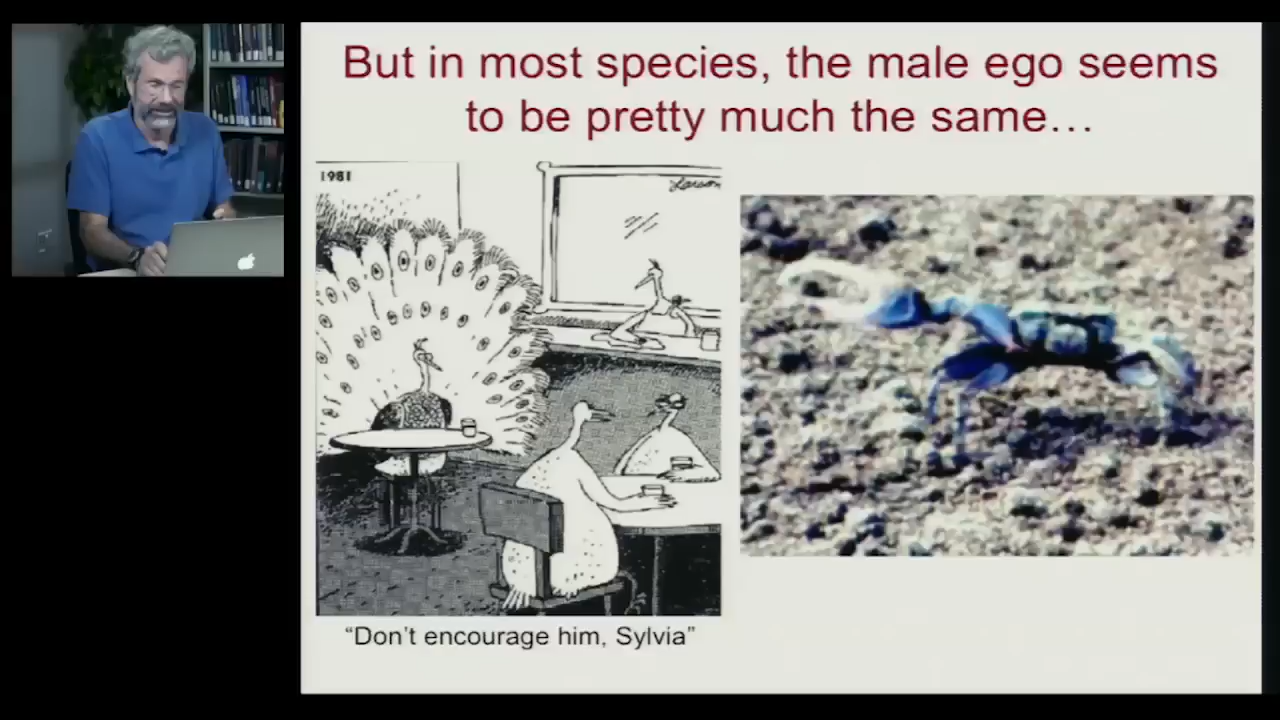 But in most species, the male ego seems
to be pretty much the same…
1981
Larson
“Don’t encourage him, Sylvia”